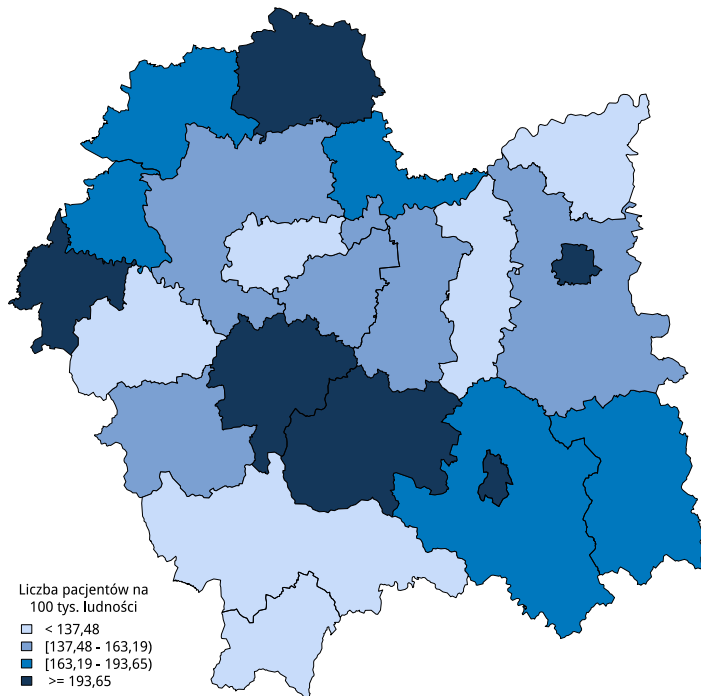 Liczba pacjentów na
100 tys. ludności
< 137,48
[137,48 - 163,19)
[163,19 - 193,65)
>= 193,65